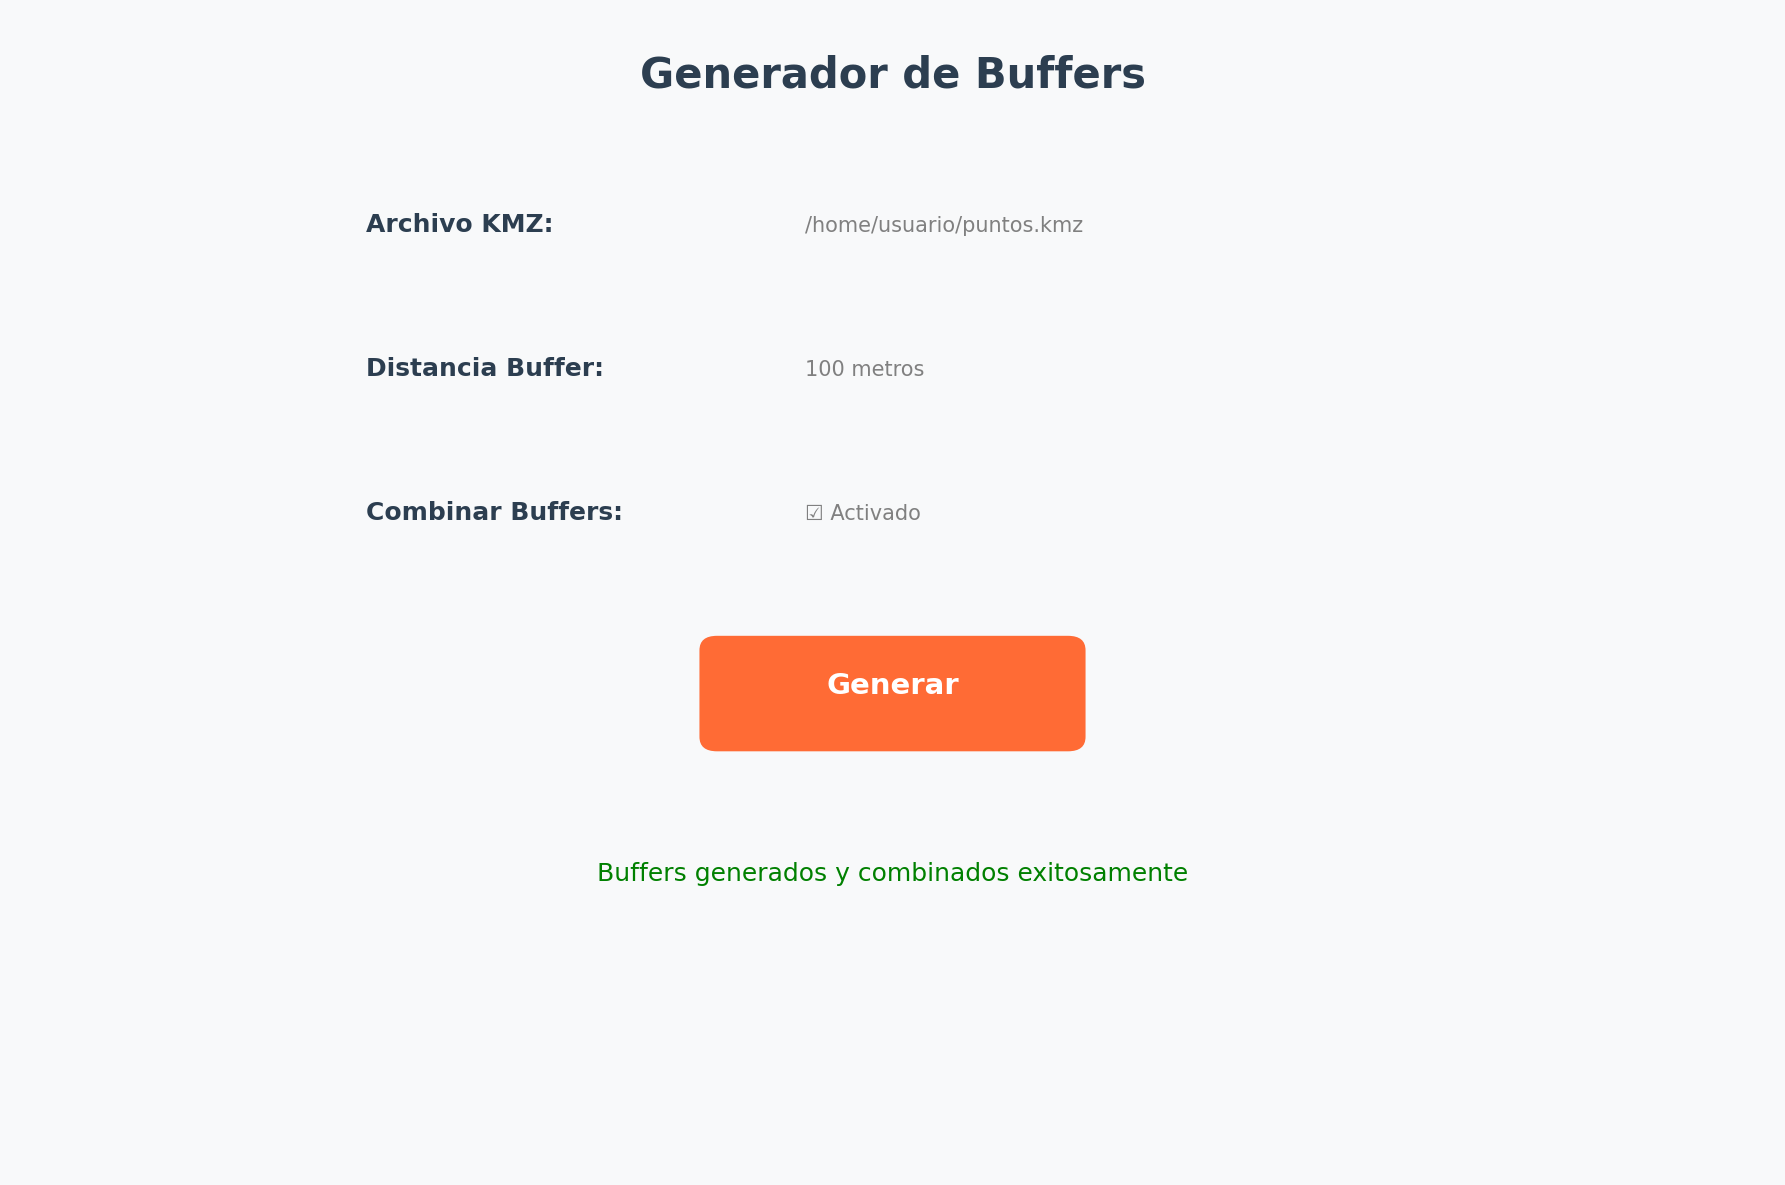 Generador de Buffers
Archivo KMZ: /home/usuario/puntos.kmz
Distancia Buffer: 100 metros
Combinar Buffers: ☑ Activado
Generar
Buffers generados y combinados exitosamente